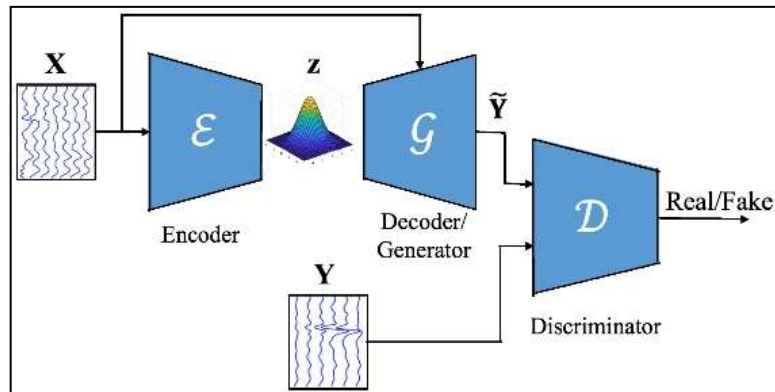 X
z
Ỹ
ℰ
𝒢
𝒟
Real/Fake
Encoder
Decoder/
Generator
Y
Discriminator